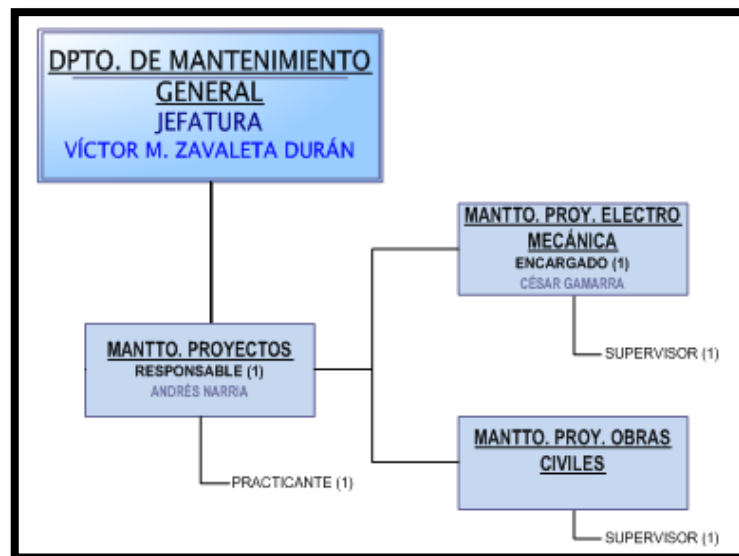 DPTO. DE MANTENIMIENTO
GENERAL
JEFATURA
VÍCTOR M. ZAVALETA DURÁN
MANTTO. PROY. ELECTRO
MECÁNICA
ENCARGADO (1)
CÉSAR GAMARRA
SUPERVISOR (1)
MANTTO. PROYECTOS
RESPONSABLE (1)
ANDRÉS NARRIA
PRACTICANTE (1)
MANTTO. PROY. OBRAS
CIVILES
SUPERVISOR (1)